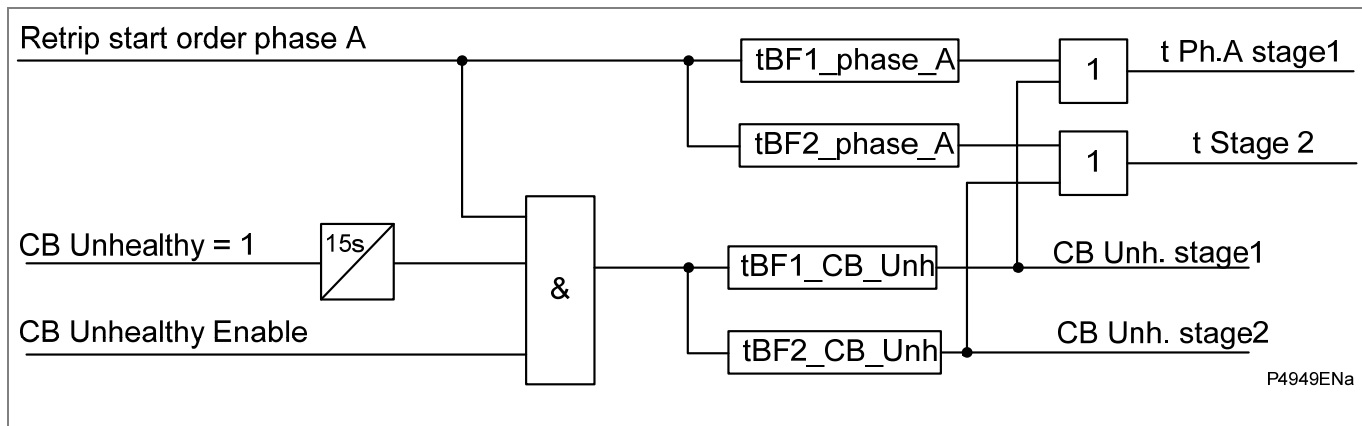 Retrip start order phase A
tBF1_phase_A
1
t Ph.A stage1
tBF2_phase_A
1
t Stage 2
CB Unhealthy = 1
15s
&
tBF1_CB_Unh
CB Unh. stage1
CB Unhealthy Enable
tBF2_CB_Unh
CB Unh. stage2
P4949ENa